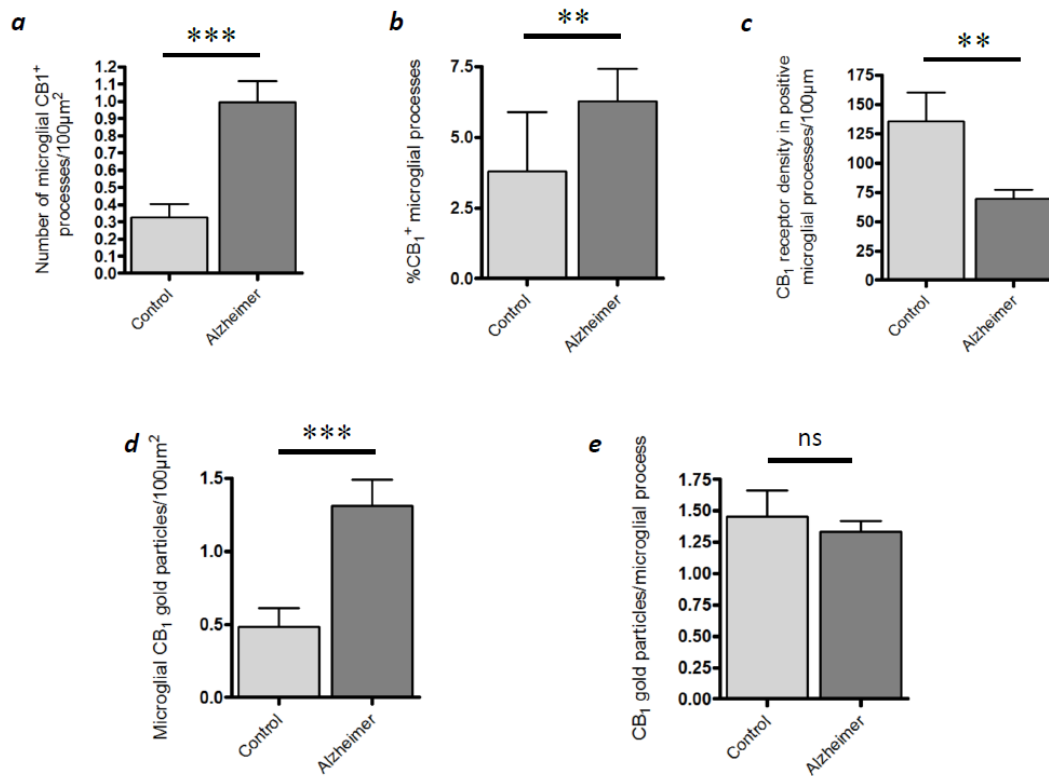 a
***
Number of microglial CB1⁺
processes/100µm²
1.2
1.1
1.0
0.9
0.8
0.7
0.6
0.5
0.4
0.3
0.2
0.1
0.0
Control
Alzheimer
b
**
%CB₁⁺ microglial processes
7.5
5.0
2.5
0.0
Control
Alzheimer
c
**
CB₁ receptor density in positive
microglial processes/100µm
175
150
125
100
75
50
25
0
Control
Alzheimer
d
***
Microglial CB₁ gold particles/100µm²
1.5
1.0
0.5
0.0
Control
Alzheimer
e
ns
CB₁ gold particles/microglial process
1.75
1.50
1.25
1.00
0.75
0.50
0.25
0.00
Control
Alzheimer